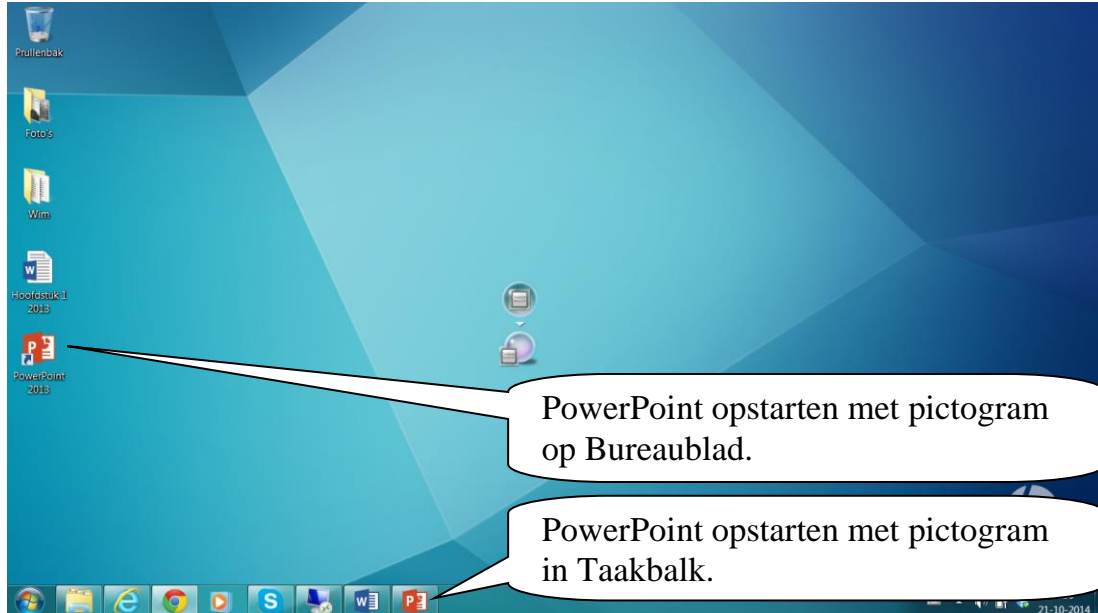 Prullenbak
Foto's
Wim
Hoofdstuk 1
2013
PowerPoint
2013
PowerPoint opstarten met pictogram
op Bureaublad.
PowerPoint opstarten met pictogram
in Taakbalk.
21-10-2014